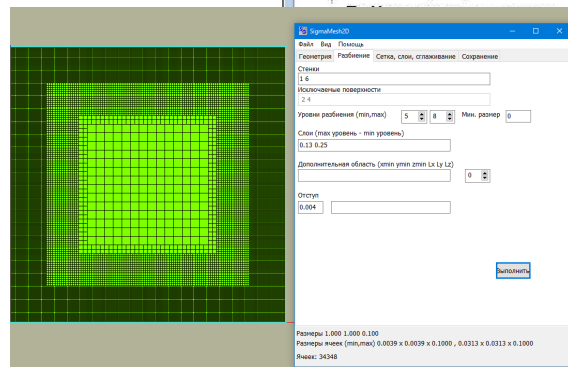 SigmaMesh2D
Файл Вид Помощь
Геометрия Разбиение Сетка, слои, сглаживание Сохранение
Стенки
1 6
Исключаемые поверхности
2 4
Уровни разбиения (min,max) 5 8 Мин. размер 0
Слои (max уровень - min уровень)
0.13 0.25
Дополнительная область (xmin ymin zmin Lx Ly Lz)
0
Отступ
0.004
Выполнить
Размеры 1.000 1.000 0.100
Размеры ячеек (min,max) 0.0039 x 0.0039 x 0.1000 , 0.0313 x 0.0313 x 0.1000
Ячеек: 34348